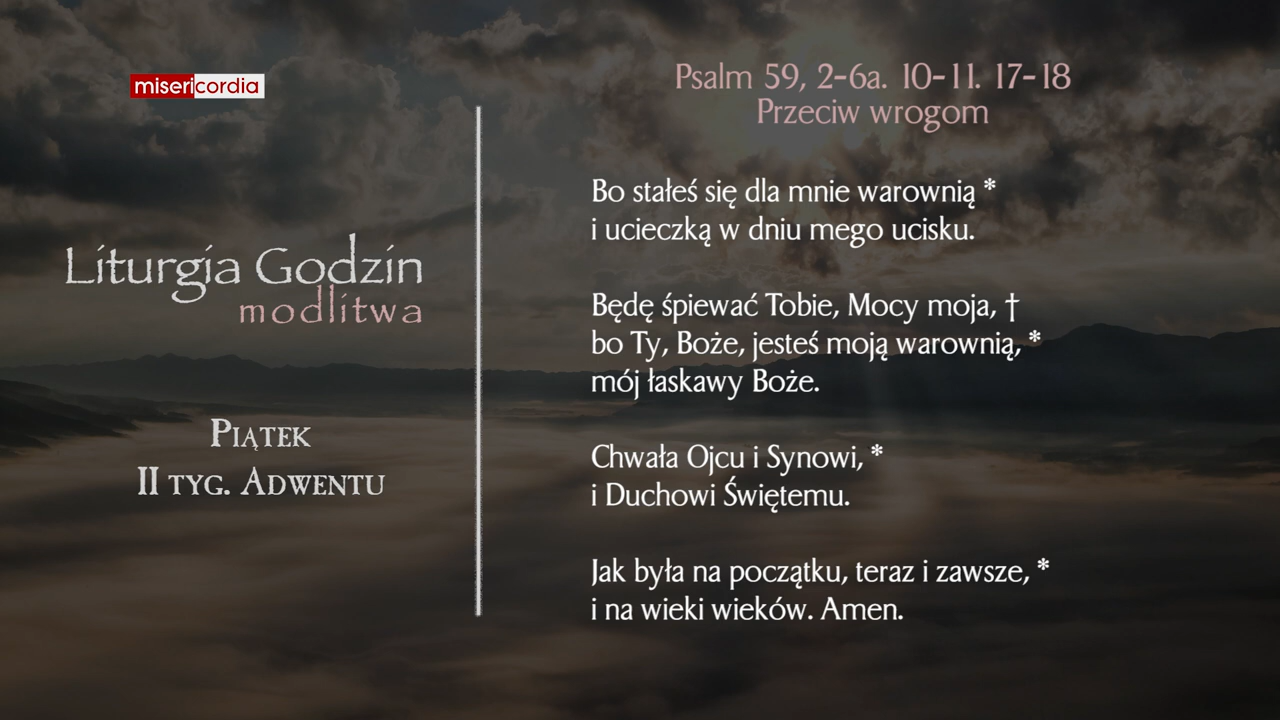 misericordia
Liturgia Godzin
modlitwa
Piątek
II tyg. Adwentu
Psalm 59, 2-6a. 10-11. 17-18
Przeciw wrogom
Bo stałeś się dla mnie warownią *
i ucieczką w dniu mego ucisku.
Będę śpiewać Tobie, Mocy moja, †
bo Ty, Boże, jesteś moją warownią, *
mój łaskawy Boże.
Chwała Ojcu i Synowi, *
i Duchowi Świętemu.
Jak była na początku, teraz i zawsze, *
i na wieki wieków. Amen.